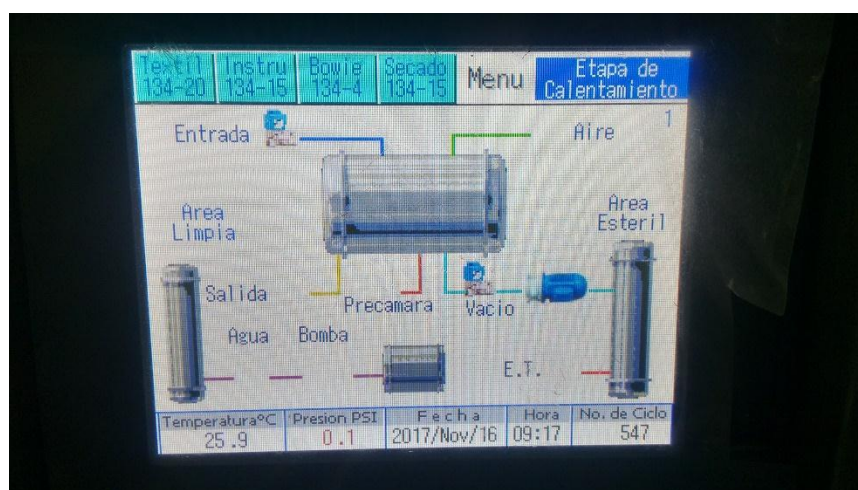 Textil Instru Bowie Secado Menu Etapa de
134-20 134-15 134-4 134-15 Calentamiento
1
Entrada Aire
Area
Limpia
Area
Esteril
Salida
Precamara Vacio
Agua Bomba
E.T.
Temperatura°C Presion PSI Fecha Hora No. de Ciclo
25.9 0.1 2017/Nov/16 09:17 547